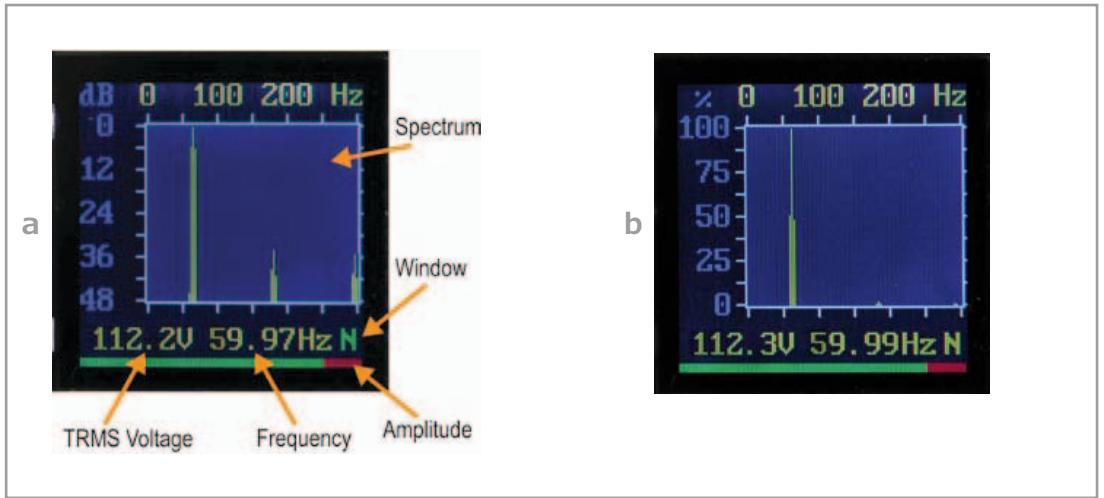 a
dB 0 100 200 Hz
0
12
24
36
48
112.2V 59.97Hz N
Spectrum
Window
Amplitude
Frequency
TRMS Voltage
b
% 0 100 200 Hz
100
75
50
25
0
112.3V 59.99Hz N